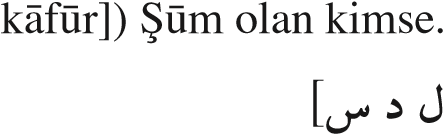 kāfūr]) Şūm olan kimse.
[ل د س